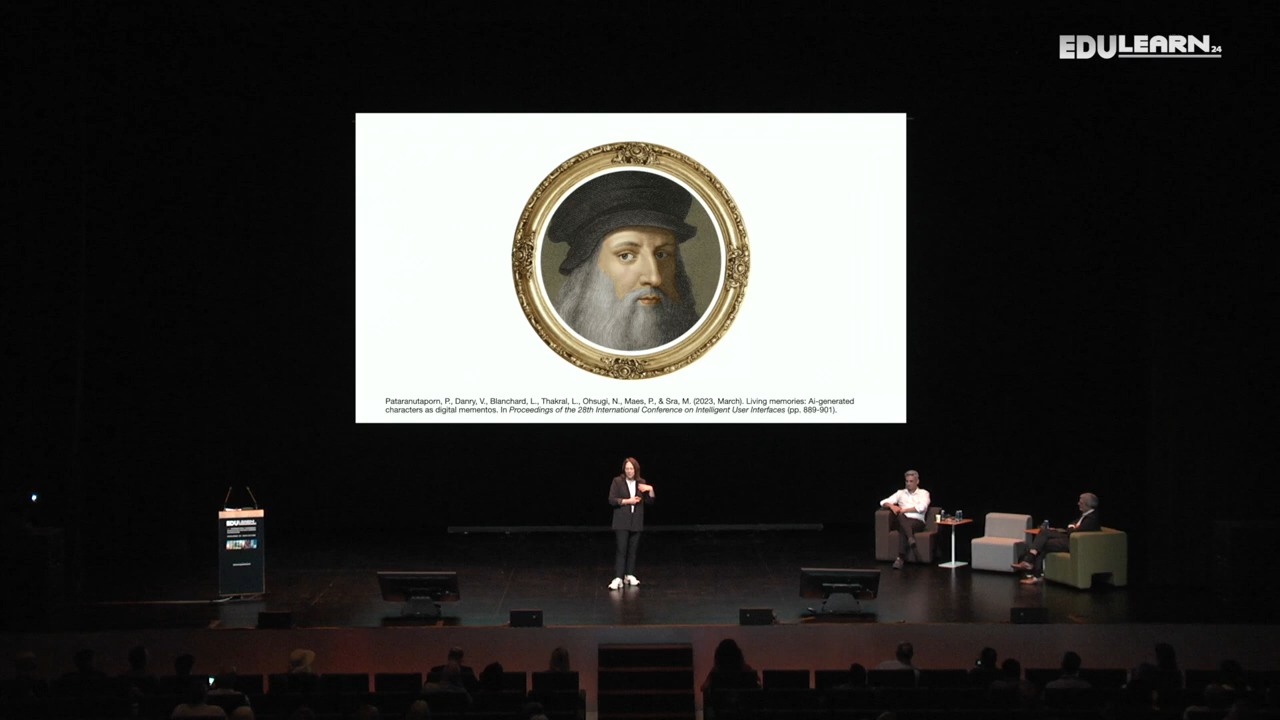 EDULEARN24
Pataranutaporn, P., Danry, V., Blanchard, L., Thakral, L., Ohsugi, N., Maes, P., & Sra, M. (2023, March). Living memories: Ai-generated
characters as digital mementos. In Proceedings of the 28th International Conference on Intelligent User Interfaces (pp. 889-901).
EDULEARN